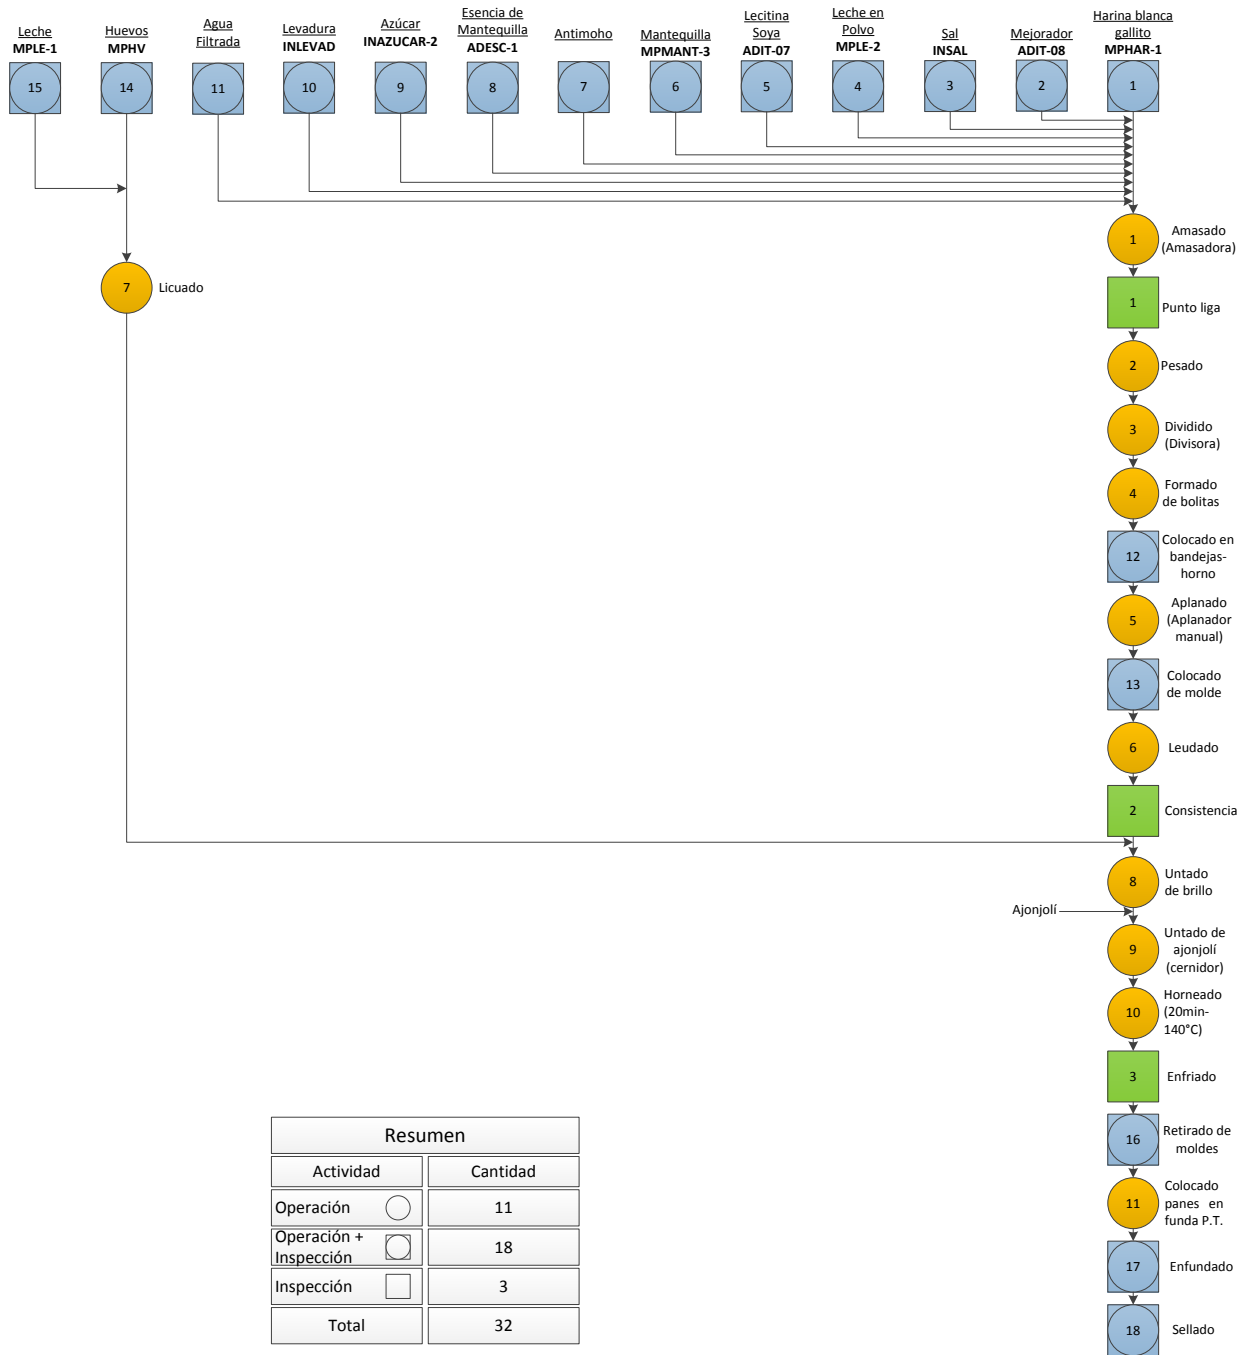 Leche
MPLE-1
15
Huevos
MPHV
14
Agua
Filtrada
11
Levadura
INLEVAD
10
Azúcar
INAZUCAR-2
9
Esencia de
Mantequilla
ADESC-1
8
Antimoho
7
Mantequilla
MPMANT-3
6
Lecitina
Soya
ADIT-07
5
Leche en
Polvo
MPLE-2
4
Sal
INSAL
3
Mejorador
ADIT-08
2
Harina blanca
gallito
MPHAR-1
1
1
Amasado
(Amasadora)
7
Licuado
1
Punto liga
2
Pesado
3
Dividido
(Divisora)
4
Formado
de bolitas
12
Colocado en
bandejas-
horno
5
Aplanado
(Aplanador
manual)
13
Colocado
de molde
6
Leudado
2
Consistencia
8
Untado
de brillo
Ajonjolí
9
Untado de
ajonjolí
(cernidor)
10
Horneado
(20min-
140°C)
3
Enfriado
16
Retirado de
moldes
11
Colocado
panes en
funda P.T.
17
Enfundado
18
Sellado
Resumen
Actividad
Cantidad
Operación
11
Operación +
Inspección
18
Inspección
3
Total
32